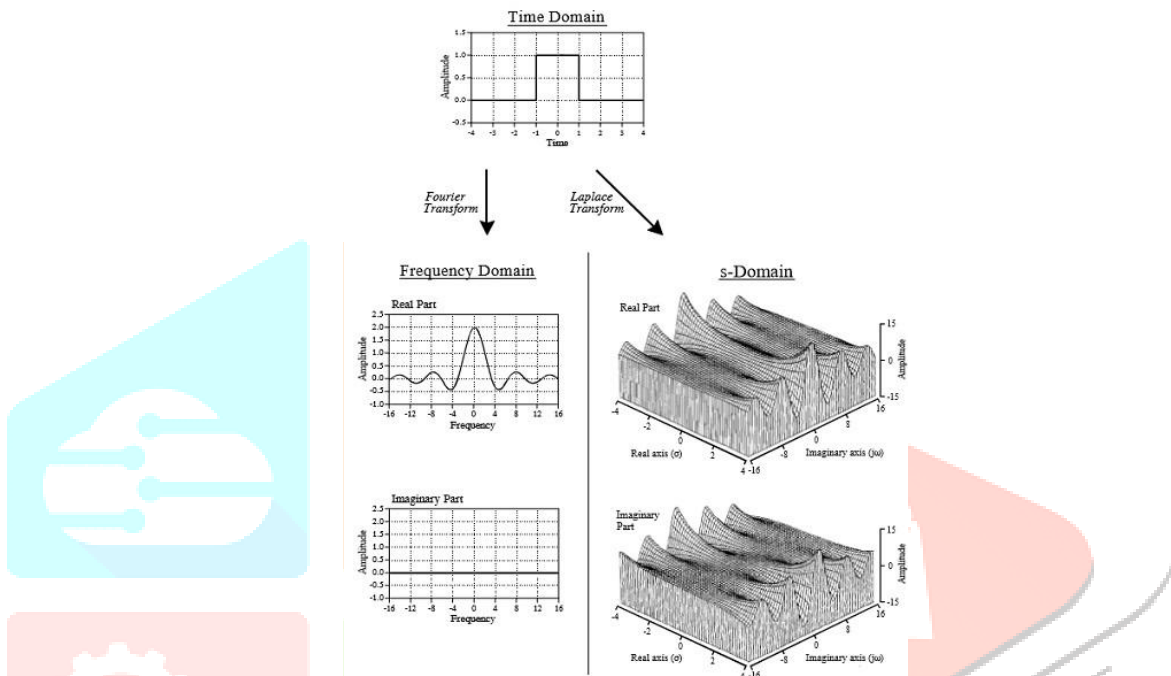 Time Domain
1.5
1.0
0.5
0.0
-0.5
Amplitude
-4 -3 -2 -1 0 1 2 3 4
Time
Fourier
Transform
Laplace
Transform
Frequency Domain
Real Part
2.5
2.0
1.5
1.0
0.5
0.0
-0.5
-1.0
Amplitude
-16 -12 -8 -4 0 4 8 12 16
Frequency
Imaginary Part
2.5
2.0
1.5
1.0
0.5
0.0
-0.5
-1.0
Amplitude
-16 -12 -8 -4 0 4 8 12 16
Frequency
s-Domain
Real Part
15
0
-15
Amplitude
-4 -2 0 2 4
Real axis (σ)
-16 -8 0 8 16
Imaginary axis (jω)
Imaginary
Part
15
0
-15
Amplitude
-4 -2 0 2 4
Real axis (σ)
-16 -8 0 8 16
Imaginary axis (jω)